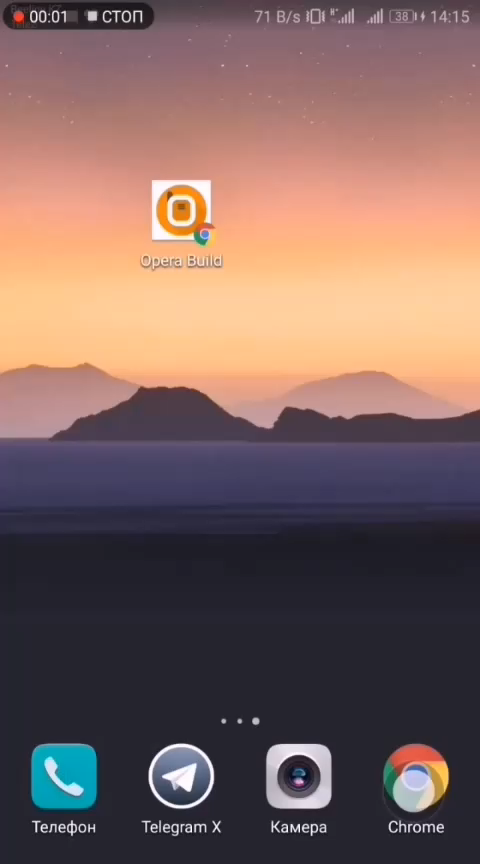 00:01 СТОП 71 B/s H+ 38 14:15
Opera Build
Телефон Telegram X Камера Chrome